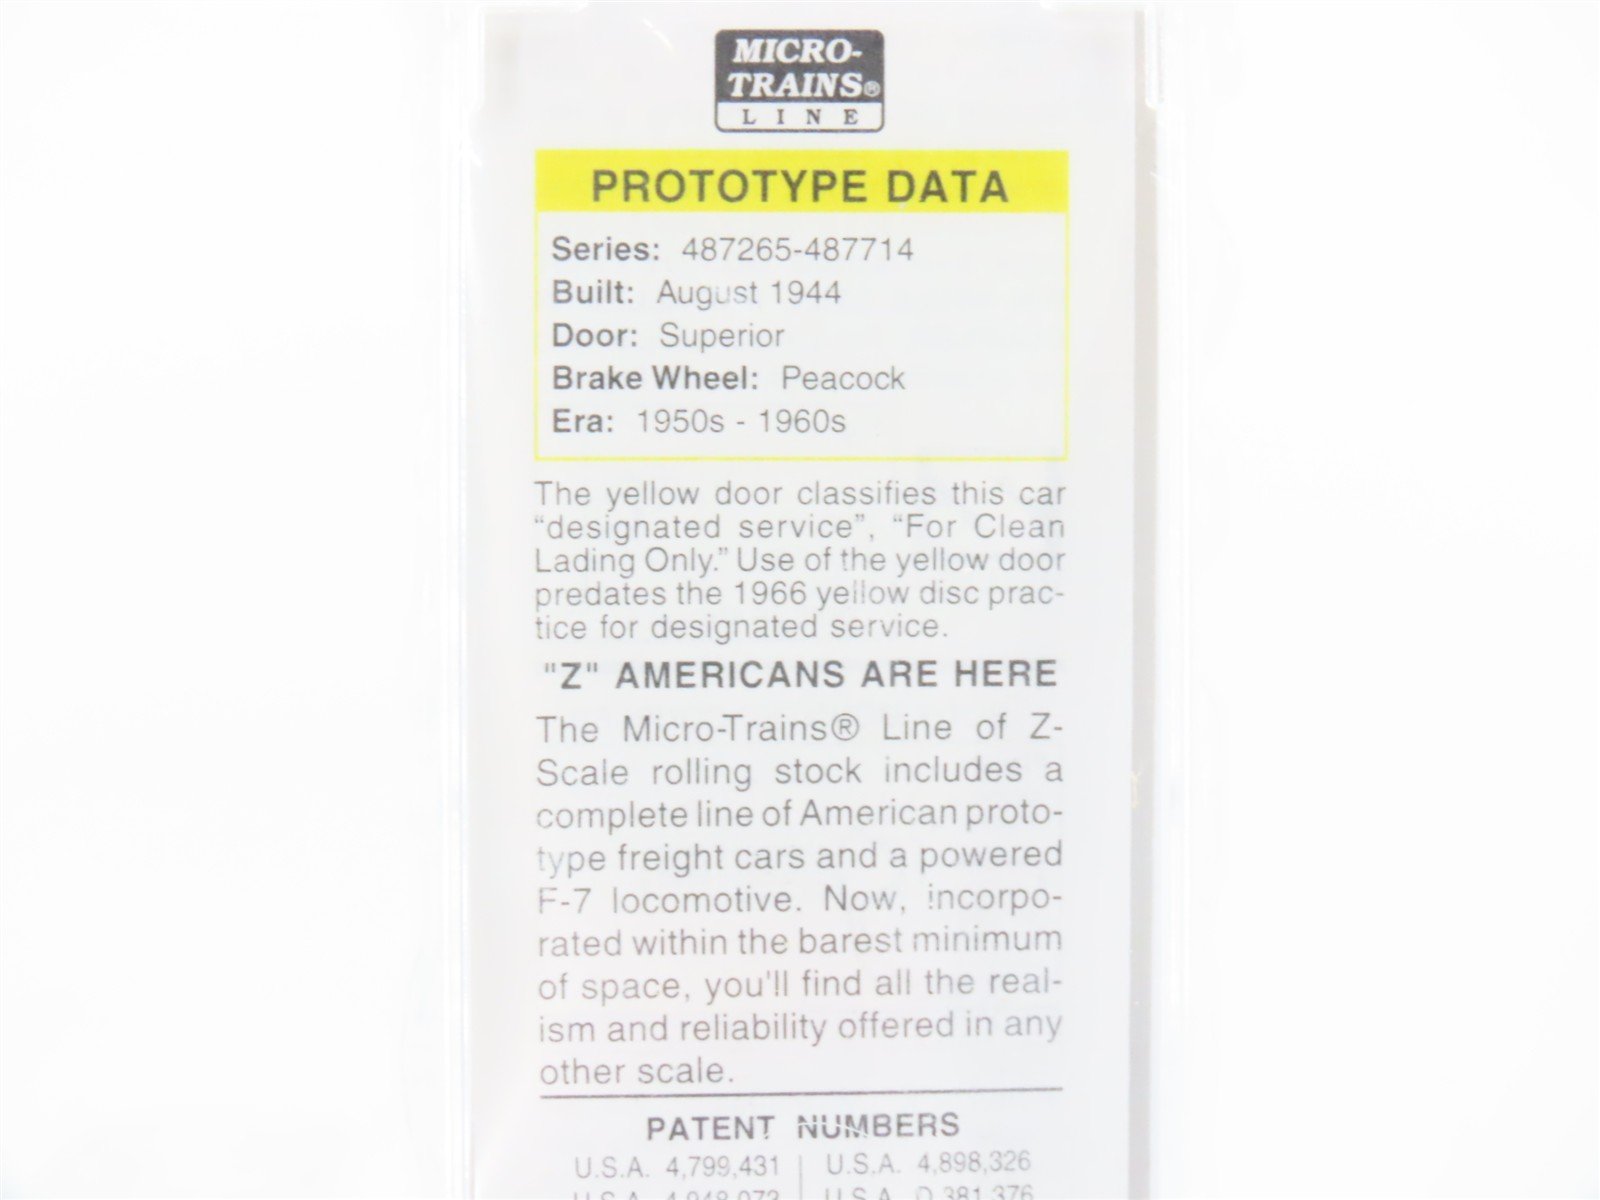 MICRO-
TRAINS®
LINE
PROTOTYPE DATA
Series: 487265-487714
Built: August 1944
Door: Superior
Brake Wheel: Peacock
Era: 1950s - 1960s
The yellow door classifies this car
“designated service”, “For Clean
Lading Only.” Use of the yellow door
predates the 1966 yellow disc prac-
tice for designated service.
"Z" AMERICANS ARE HERE
The Micro-Trains® Line of Z-
Scale rolling stock includes a
complete line of American proto-
type freight cars and a powered
F-7 locomotive. Now, incorpo-
rated within the barest minimum
of space, you'll find all the real-
ism and reliability offered in any
other scale.
PATENT NUMBERS
U.S.A. 4,799,431 | U.S.A. 4,898,326
U.S.A. 4,948,073 U.S.A. D 381,376